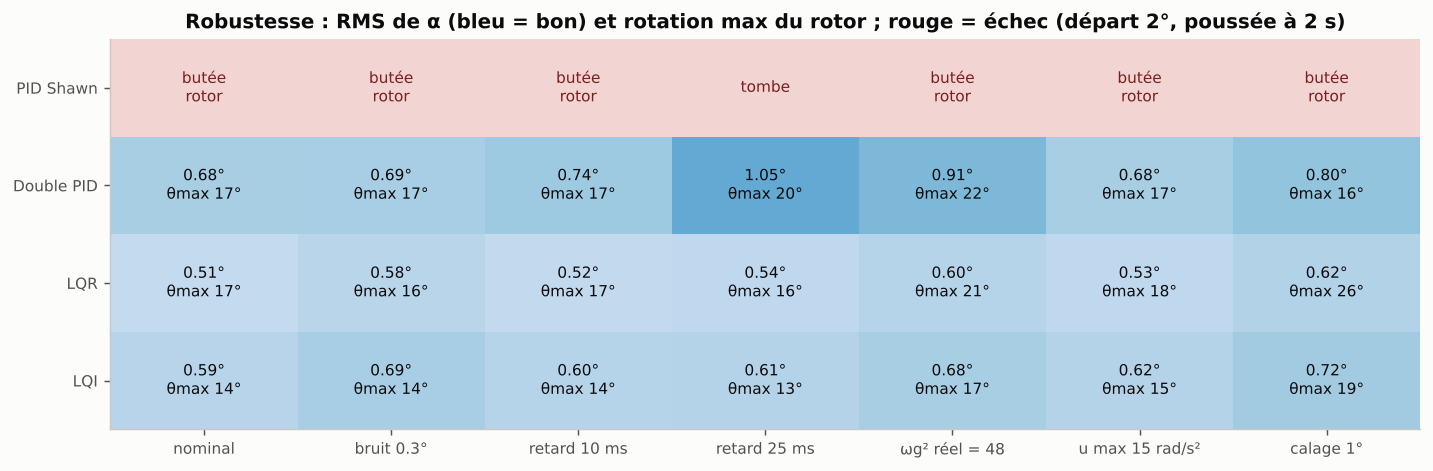 Robustesse : RMS de α (bleu = bon) et rotation max du rotor ; rouge = échec (départ 2°, poussée à 2 s)
PID Shawn
butée
rotor
butée
rotor
butée
rotor
tombe
butée
rotor
butée
rotor
butée
rotor
Double PID
0.68°
θmax 17°
0.69°
θmax 17°
0.74°
θmax 17°
1.05°
θmax 20°
0.91°
θmax 22°
0.68°
θmax 17°
0.80°
θmax 16°
LQR
0.51°
θmax 17°
0.58°
θmax 16°
0.52°
θmax 17°
0.54°
θmax 16°
0.60°
θmax 21°
0.53°
θmax 18°
0.62°
θmax 26°
LQI
0.59°
θmax 14°
0.69°
θmax 14°
0.60°
θmax 14°
0.61°
θmax 13°
0.68°
θmax 17°
0.62°
θmax 15°
0.72°
θmax 19°
nominal
bruit 0.3°
retard 10 ms
retard 25 ms
ωg² réel = 48
u max 15 rad/s²
calage 1°